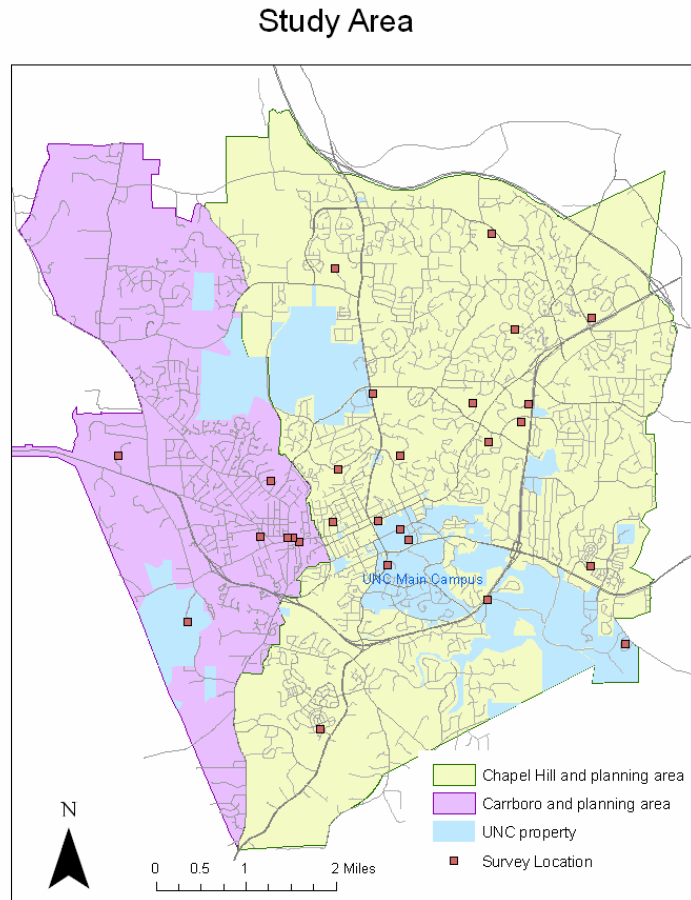 Study Area
UNC Main Campus
Chapel Hill and planning area
Carrboro and planning area
UNC property
Survey Location
N
0 0.5 1 2 Miles